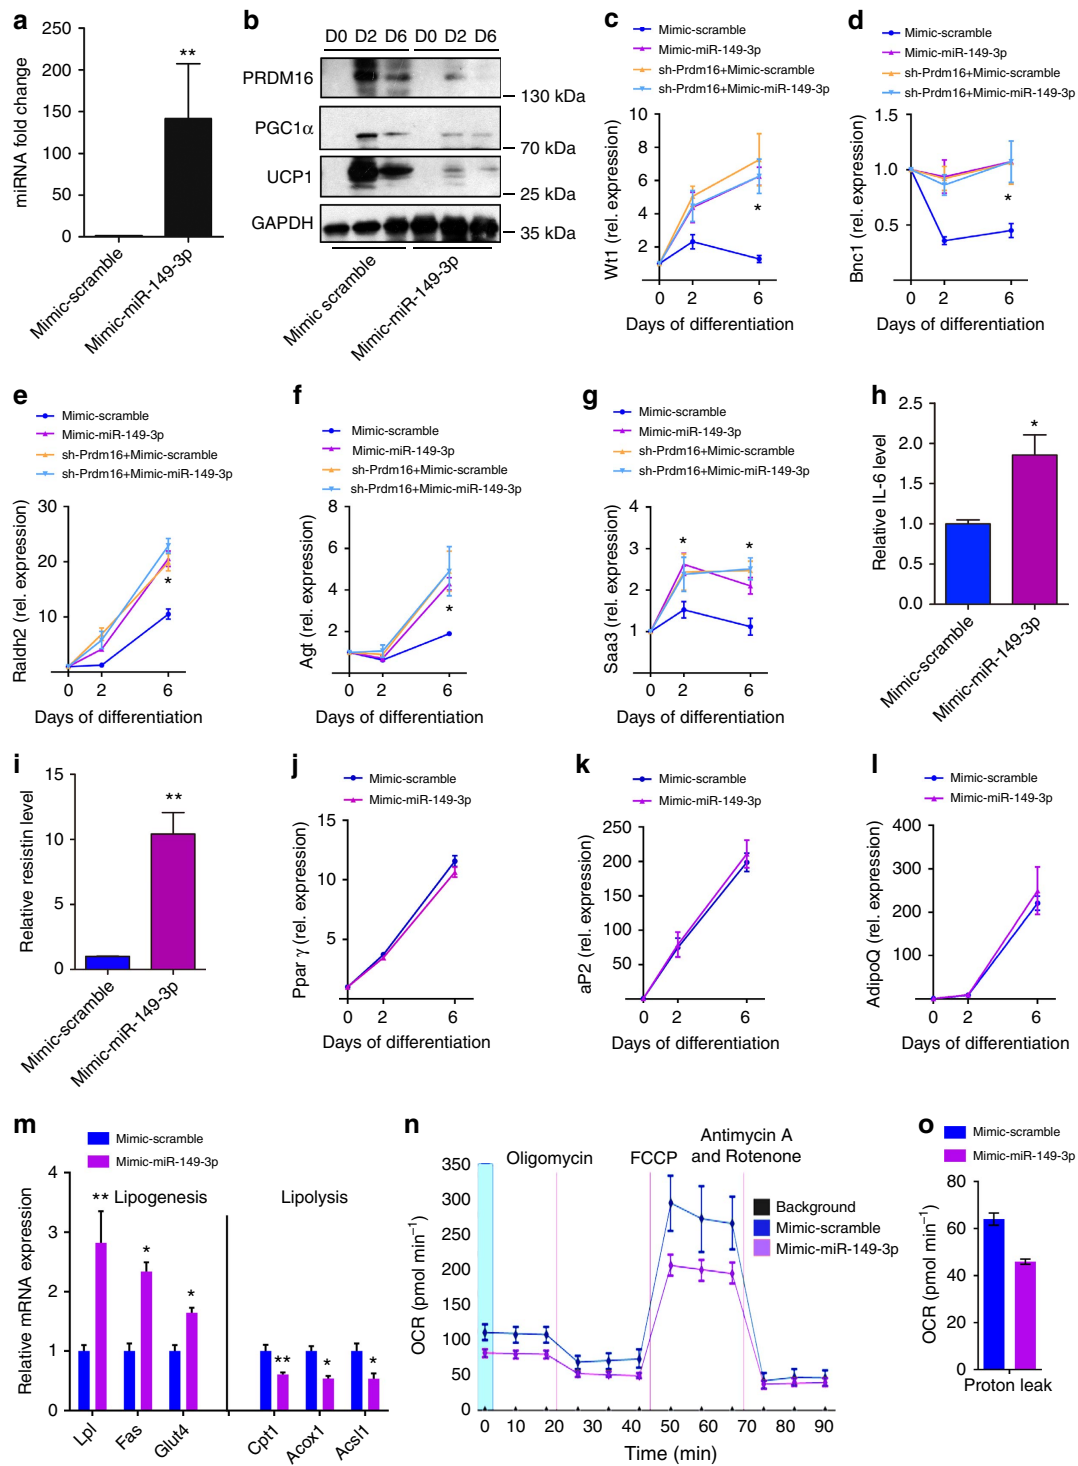 a
miRNA fold change
250
200
150
100
50
0
**
Mimic-scramble
Mimic-miR-149-3p
b
D0 D2 D6 D0 D2 D6
PRDM16
130 kDa
PGC1α
70 kDa
UCP1
25 kDa
GAPDH
35 kDa
Mimic scramble
Mimic-miR-149-3p
c
Mimic-scramble
Mimic-miR-149-3p
sh-Prdm16+Mimic-scramble
sh-Prdm16+Mimic-miR-149-3p
Wt1 (rel. expression)
10
8
6
4
2
*
0 2 6
Days of differentiation
d
Mimic-scramble
Mimic-miR-149-3p
sh-Prdm16+Mimic-scramble
sh-Prdm16+Mimic-miR-149-3p
Bnc1 (rel. expression)
1.5
1.0
0.5
*
0 2 6
Days of differentiation
e
Mimic-scramble
Mimic-miR-149-3p
sh-Prdm16+Mimic-scramble
sh-Prdm16+Mimic-miR-149-3p
Raldh2 (rel. expression)
30
20
10
*
0 2 6
Days of differentiation
f
Mimic-scramble
Mimic-miR-149-3p
sh-Prdm16+Mimic-scramble
sh-Prdm16+Mimic-miR-149-3p
Agt (rel. expression)
8
6
4
2
*
0 2 6
Days of differentiation
g
Mimic-scramble
Mimic-miR-149-3p
sh-Prdm16+Mimic-scramble
sh-Prdm16+Mimic-miR-149-3p
Saa3 (rel. expression)
4
3
2
1
* *
0 2 6
Days of differentiation
h
Relative IL-6 level
2.5
2.0
1.5
1.0
0.5
0.0
*
Mimic-scramble
Mimic-miR-149-3p
i
Relative resistin level
15
10
5
0
**
Mimic-scramble
Mimic-miR-149-3p
j
Mimic-scramble
Mimic-miR-149-3p
Ppar γ (rel. expression)
15
10
5
0 2 6
Days of differentiation
k
Mimic-scramble
Mimic-miR-149-3p
aP2 (rel. expression)
250
200
150
100
50
0 2 6
Days of differentiation
l
Mimic-scramble
Mimic-miR-149-3p
AdipoQ (rel. expression)
400
300
200
100
0 2 6
Days of differentiation
m
Mimic-scramble
Mimic-miR-149-3p
Relative mRNA expression
4
3
2
1
0
Lipogenesis
Lipolysis
** * * ** * *
Lpl Fas Glut4 Cpt1 Acox1 Acsl1
n
OCR (pmol min⁻¹)
350
300
250
200
150
100
50
0
Oligomycin
FCCP
Antimycin A
and Rotenone
Background
Mimic-scramble
Mimic-miR-149-3p
0 10 20 30 40 50 60 70 80 90
Time (min)
o
Mimic-scramble
Mimic-miR-149-3p
OCR (pmol min⁻¹)
80
60
40
20
0
Proton leak